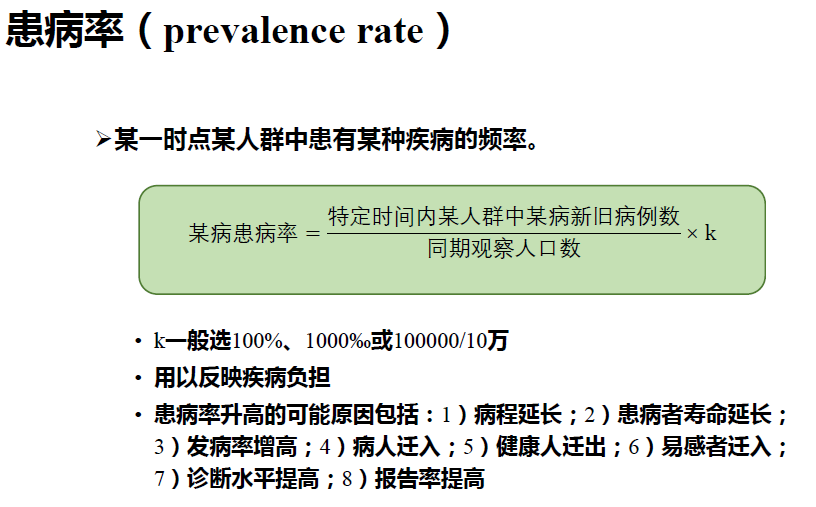 患病率（prevalence rate）
➢某一时点某人群中患有某种疾病的频率。
某病患病率 = 特定时间内某人群中某病新旧病例数 / 同期观察人口数 × k
• k一般选100%、1000‰或100000/10万
• 用以反映疾病负担
• 患病率升高的可能原因包括：1）病程延长；2）患病者寿命延长；
3）发病率增高；4）病人迁入；5）健康人迁出；6）易感者迁入；
7）诊断水平提高；8）报告率提高